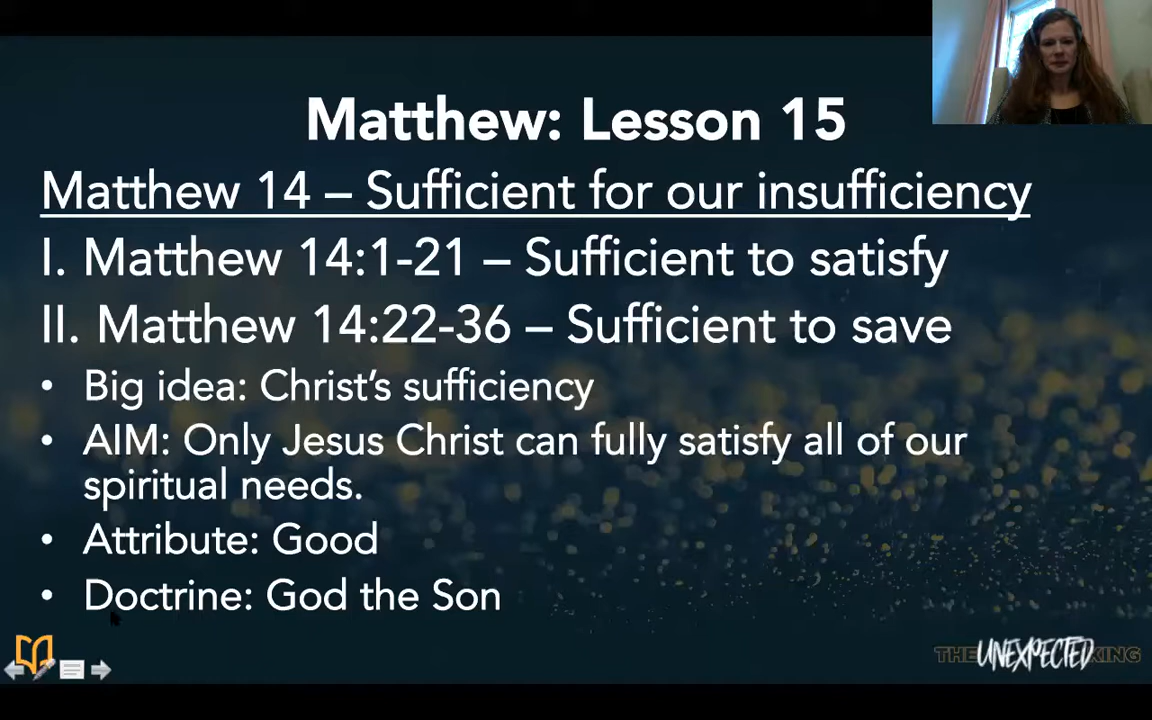 Matthew: Lesson 15
Matthew 14 – Sufficient for our insufficiency
I. Matthew 14:1-21 – Sufficient to satisfy
II. Matthew 14:22-36 – Sufficient to save
• Big idea: Christ’s sufficiency
• AIM: Only Jesus Christ can fully satisfy all of our
spiritual needs.
• Attribute: Good
• Doctrine: God the Son
THE UNEXPECTED KING